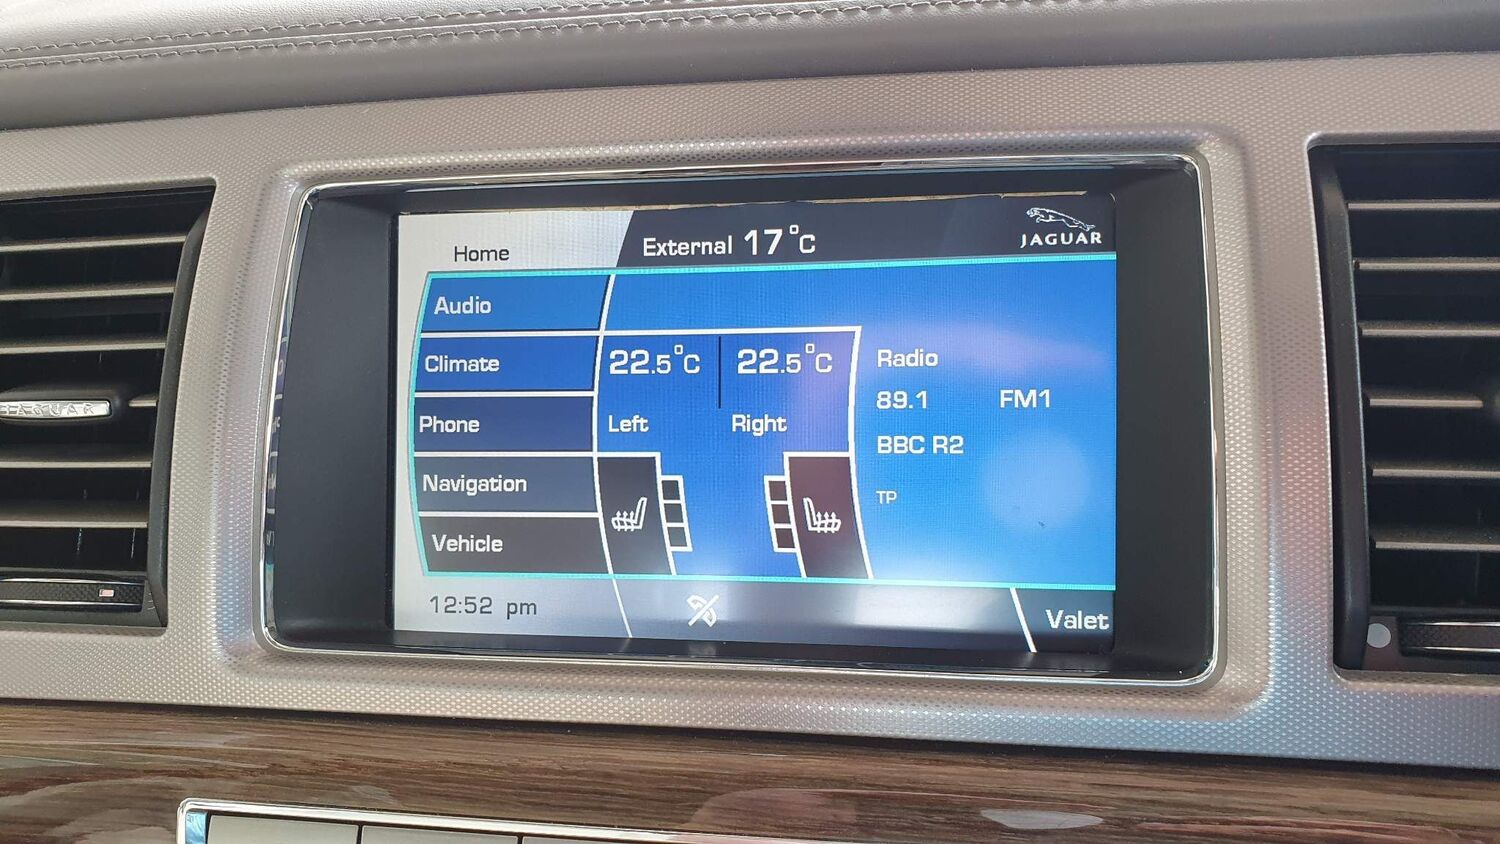 Home
External 17°C
JAGUAR
Audio
Climate
22.5°C
22.5°C
Radio
89.1 FM1
Phone
Left
Right
BBC R2
Navigation
TP
Vehicle
12:52 pm
Valet
JAGUAR